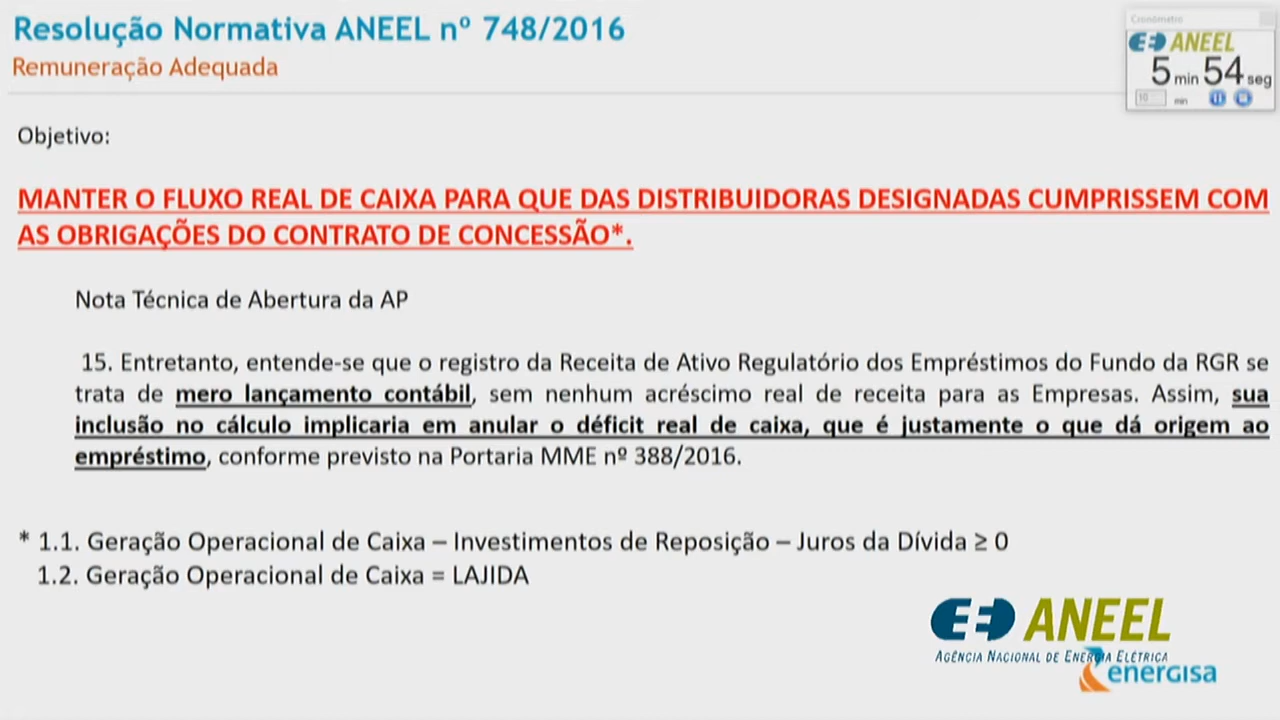 Resolução Normativa ANEEL nº 748/2016
Remuneração Adequada
Cronômetro
ANEEL
5 min 54 seg
10 min
Objetivo:
MANTER O FLUXO REAL DE CAIXA PARA QUE DAS DISTRIBUIDORAS DESIGNADAS CUMPRISSEM COM
AS OBRIGAÇÕES DO CONTRATO DE CONCESSÃO*.
Nota Técnica de Abertura da AP
15. Entretanto, entende-se que o registro da Receita de Ativo Regulatório dos Empréstimos do Fundo da RGR se
trata de mero lançamento contábil, sem nenhum acréscimo real de receita para as Empresas. Assim, sua
inclusão no cálculo implicaria em anular o déficit real de caixa, que é justamente o que dá origem ao
empréstimo, conforme previsto na Portaria MME nº 388/2016.
* 1.1. Geração Operacional de Caixa – Investimentos de Reposição – Juros da Dívida ≥ 0
1.2. Geração Operacional de Caixa = LAJIDA
ANEEL
AGÊNCIA NACIONAL DE ENERGIA ELÉTRICA
energisa